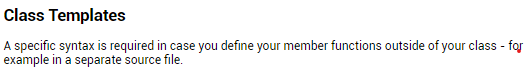 Class Templates
A specific syntax is required in case you define your member functions outside of your class - for
example in a separate source file.